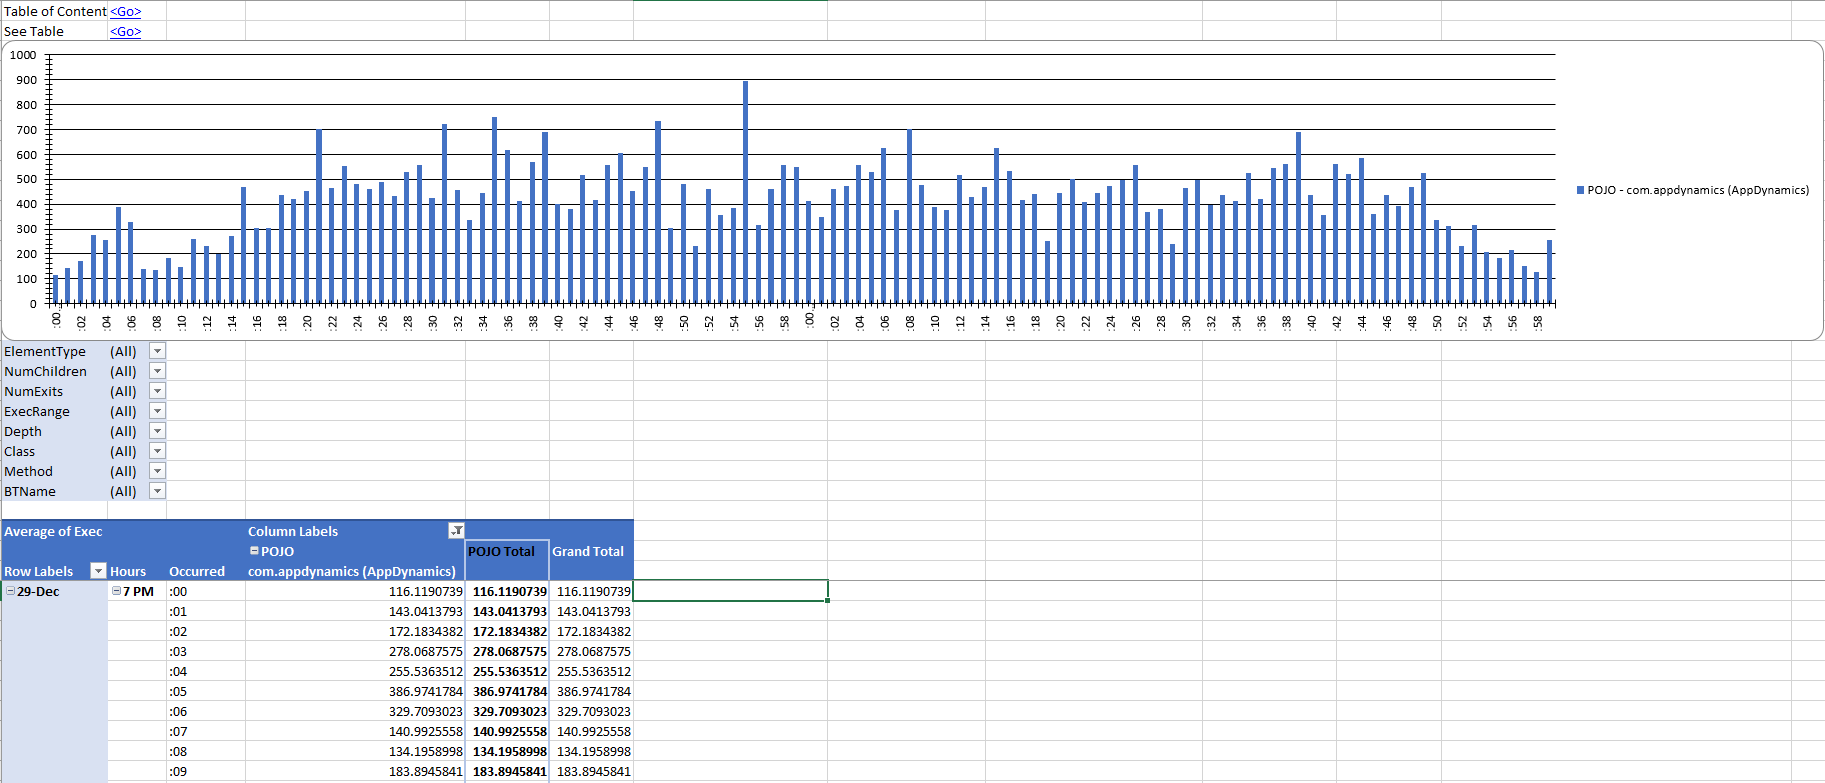 Table of Content <Go>
See Table <Go>
1000
900
800
700
600
500
400
300
200
100
0
:00 :02 :04 :06 :08 :10 :12 :14 :16 :18 :20 :22 :24 :26 :28 :30 :32 :34 :36 :38 :40 :42 :44 :46 :48 :50 :52 :54 :56 :58 :00 :02 :04 :06 :08 :10 :12 :14 :16 :18 :20 :22 :24 :26 :28 :30 :32 :34 :36 :38 :40 :42 :44 :46 :48 :50 :52 :54 :56 :58
POJO - com.appdynamics (AppDynamics)
ElementType (All)
NumChildren (All)
NumExits (All)
ExecRange (All)
Depth (All)
Class (All)
Method (All)
BTName (All)
Average of Exec Column Labels
POJO POJO Total Grand Total
Row Labels Hours Occurred com.appdynamics (AppDynamics)
29-Dec 7 PM :00 116.1190739 116.1190739 116.1190739
:01 143.0413793 143.0413793 143.0413793
:02 172.1834382 172.1834382 172.1834382
:03 278.0687575 278.0687575 278.0687575
:04 255.5363512 255.5363512 255.5363512
:05 386.9741784 386.9741784 386.9741784
:06 329.7093023 329.7093023 329.7093023
:07 140.9925558 140.9925558 140.9925558
:08 134.1958998 134.1958998 134.1958998
:09 183.8945841 183.8945841 183.8945841